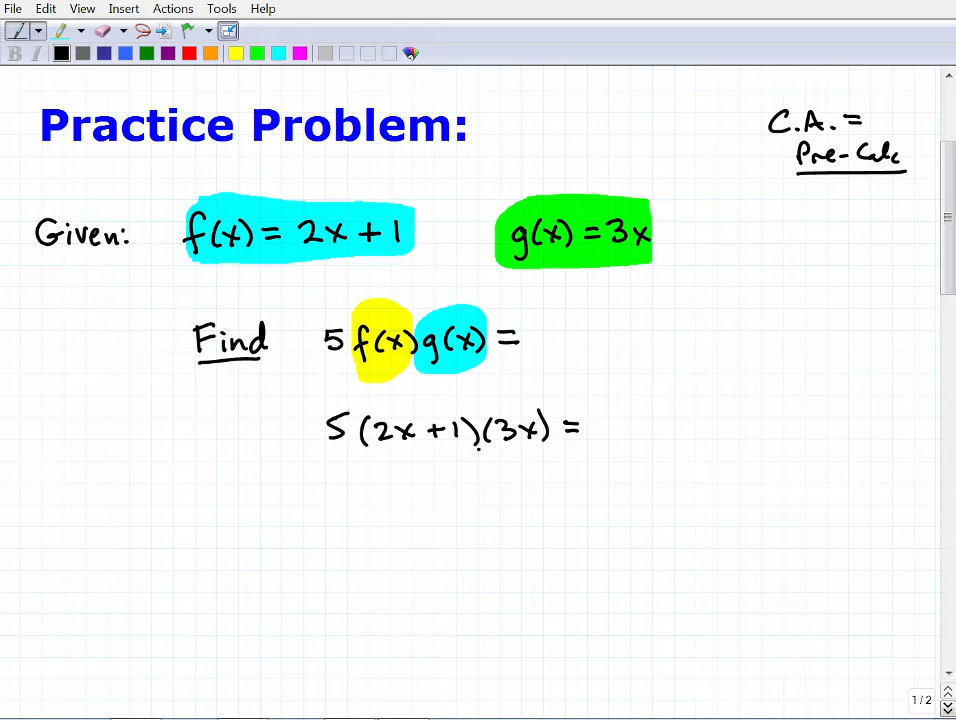 File Edit View Insert Actions Tools Help
B I
Practice Problem:
C.A. =
Pre-Calc
Given: f(x) = 2x + 1 g(x) = 3x
Find 5 f(x) g(x) =
5 (2x + 1)(3x) =
1/2